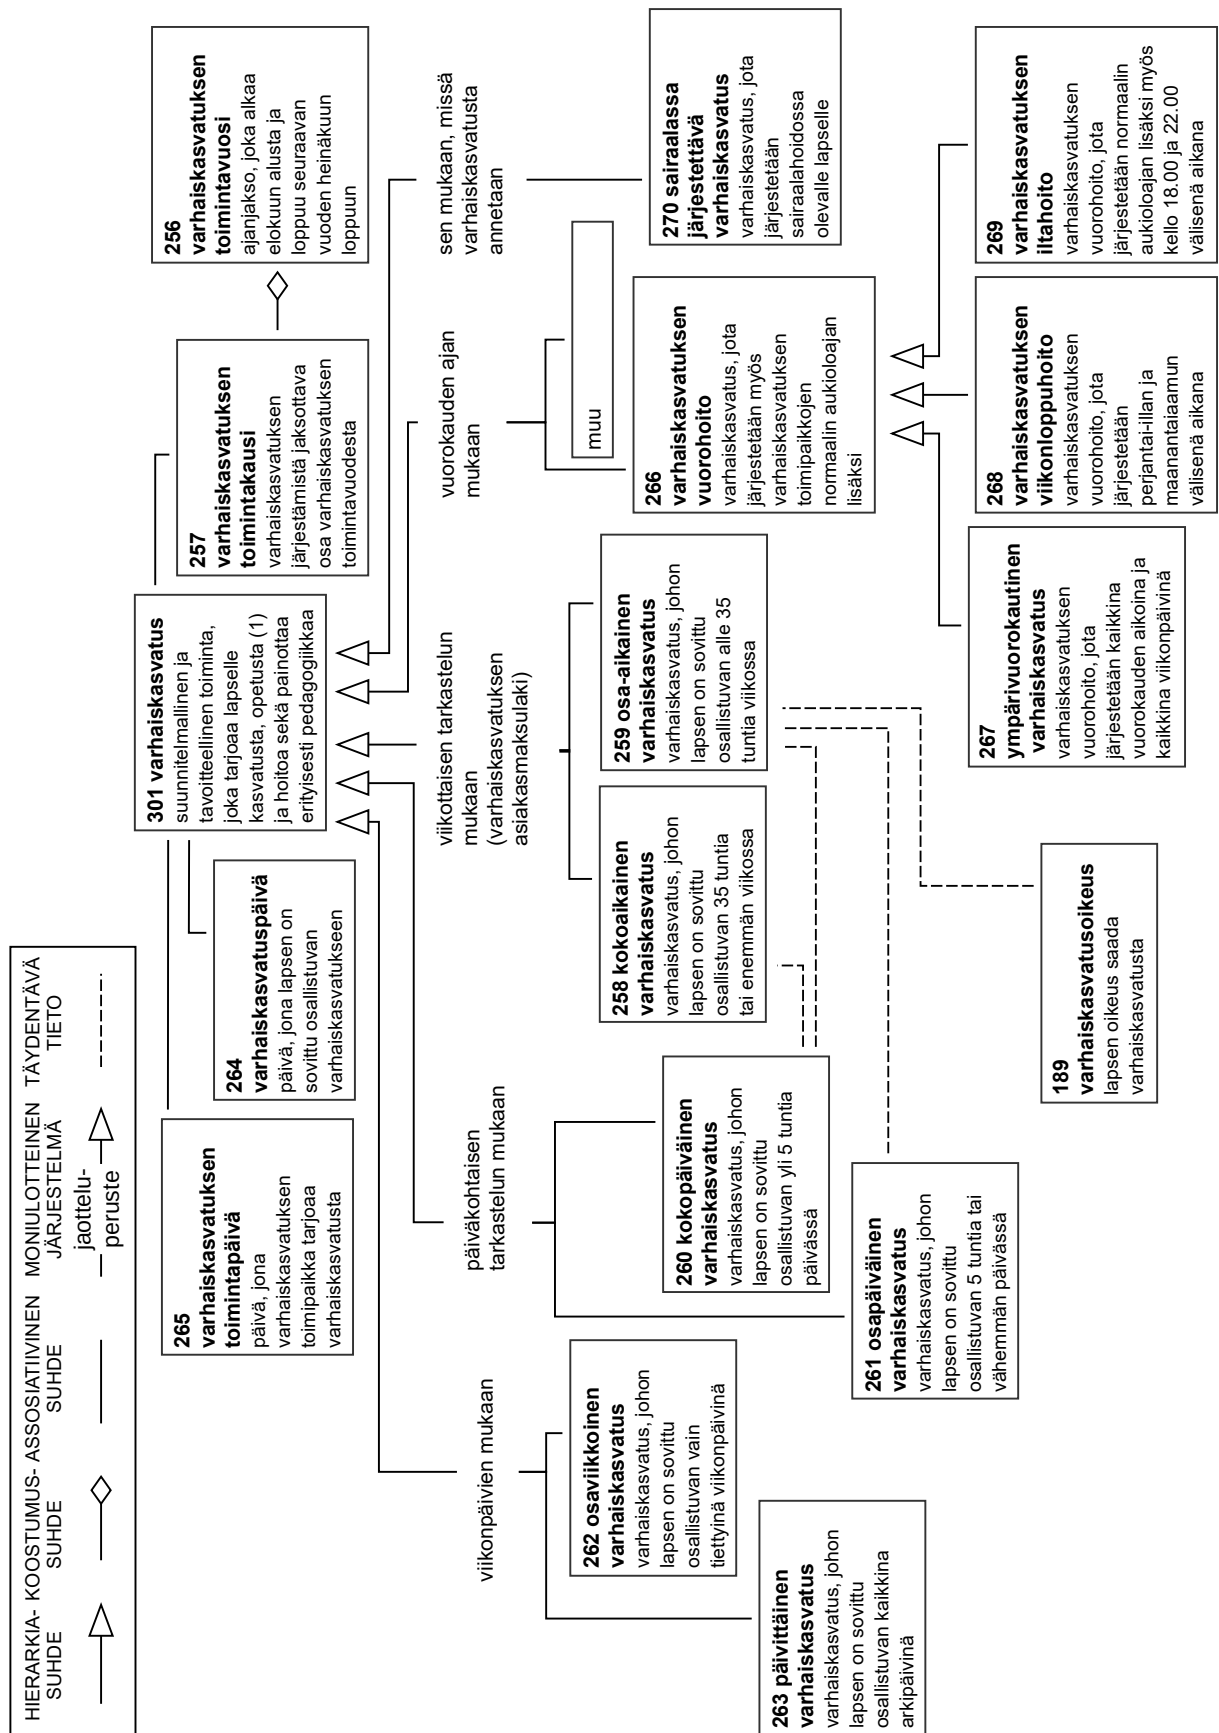 HIERARKIA-
SUHDE
KOOSTUMUS-
SUHDE
ASSOSIATIIVINEN
SUHDE
MONIULOTTEINEN
JÄRJESTELMÄ
jaottelu-
peruste
TÄYDENTÄVÄ
TIETO
265
varhaiskasvatuksen
toimintapäivä
päivä, jona
varhaiskasvatuksen
toimipaikka tarjoaa
varhaiskasvatusta
264
varhaiskasvatuspäivä
päivä, jona lapsen on
sovittu osallistuvan
varhaiskasvatukseen
301 varhaiskasvatus
suunnitelmallinen ja
tavoitteellinen toiminta,
joka tarjoaa lapselle
kasvatusta, opetusta (1)
ja hoitoa sekä painottaa
erityisesti pedagogiikkaa
257
varhaiskasvatuksen
toimintakausi
varhaiskasvatuksen
järjestämistä jaksottava
osa varhaiskasvatuksen
toimintavuodesta
256
varhaiskasvatuksen
toimintavuosi
ajanjakso, joka alkaa
elokuun alusta ja
loppuu seuraavan
vuoden heinäkuun
loppuun
viikonpäivien mukaan
päiväkohtaisen
tarkastelun mukaan
viikottaisen tarkastelun
mukaan
(varhaiskasvatuksen
asiakasmaksulaki)
vuorokauden ajan
mukaan
sen mukaan, missä
varhaiskasvatusta
annetaan
263 päivittäinen
varhaiskasvatus
varhaiskasvatus, johon
lapsen on sovittu
osallistuvan kaikkina
arkipäivinä
262 osaviikkoinen
varhaiskasvatus
varhaiskasvatus, johon
lapsen on sovittu
osallistuvan vain
tiettyinä viikonpäivinä
261 osapäiväinen
varhaiskasvatus
varhaiskasvatus, johon
lapsen on sovittu
osallistuvan 5 tuntia tai
vähemmän päivässä
260 kokopäiväinen
varhaiskasvatus
varhaiskasvatus, johon
lapsen on sovittu
osallistuvan yli 5 tuntia
päivässä
258 kokoaikainen
varhaiskasvatus
varhaiskasvatus, johon
lapsen on sovittu
osallistuvan 35 tuntia
tai enemmän viikossa
259 osa-aikainen
varhaiskasvatus
varhaiskasvatus, johon
lapsen on sovittu
osallistuvan alle 35
tuntia viikossa
266
varhaiskasvatuksen
vuorohoito
varhaiskasvatus, jota
järjestetään myös
varhaiskasvatuksen
toimipaikkojen
normaalin aukioloajan
lisäksi
muu
270 sairaalassa
järjestettävä
varhaiskasvatus
varhaiskasvatus, jota
järjestetään
sairaalahoidossa
olevalle lapselle
189
varhaiskasvatusoikeus
lapsen oikeus saada
varhaiskasvatusta
267
ympärivuorokautinen
varhaiskasvatus
varhaiskasvatuksen
vuorohoito, jota
järjestetään kaikkina
vuorokauden aikoina ja
kaikkina viikonpäivinä
268
varhaiskasvatuksen
viikonloppuhoito
varhaiskasvatuksen
vuorohoito, jota
järjestetään
perjantai-illan ja
maanantaiaamun
välisenä aikana
269
varhaiskasvatuksen
iltahoito
varhaiskasvatuksen
vuorohoito, jota
järjestetään normaalin
aukioloajan lisäksi myös
kello 18.00 ja 22.00
välisenä aikana